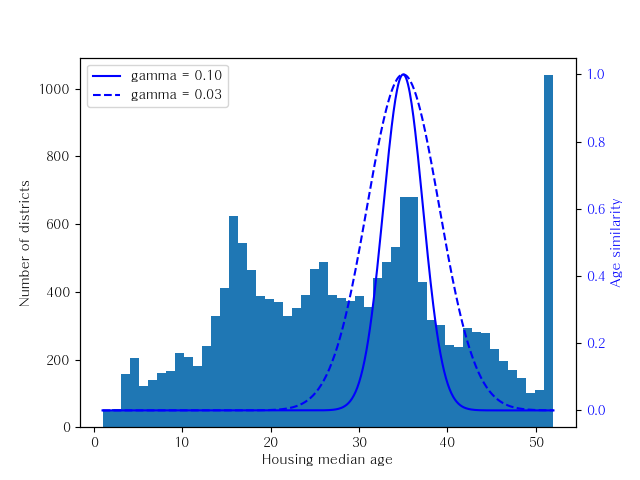 gamma = 0.10
gamma = 0.03
1000
800
600
400
200
0
Number of districts
1.0
0.8
0.6
0.4
0.2
0.0
Age similarity
0 10 20 30 40 50
Housing median age